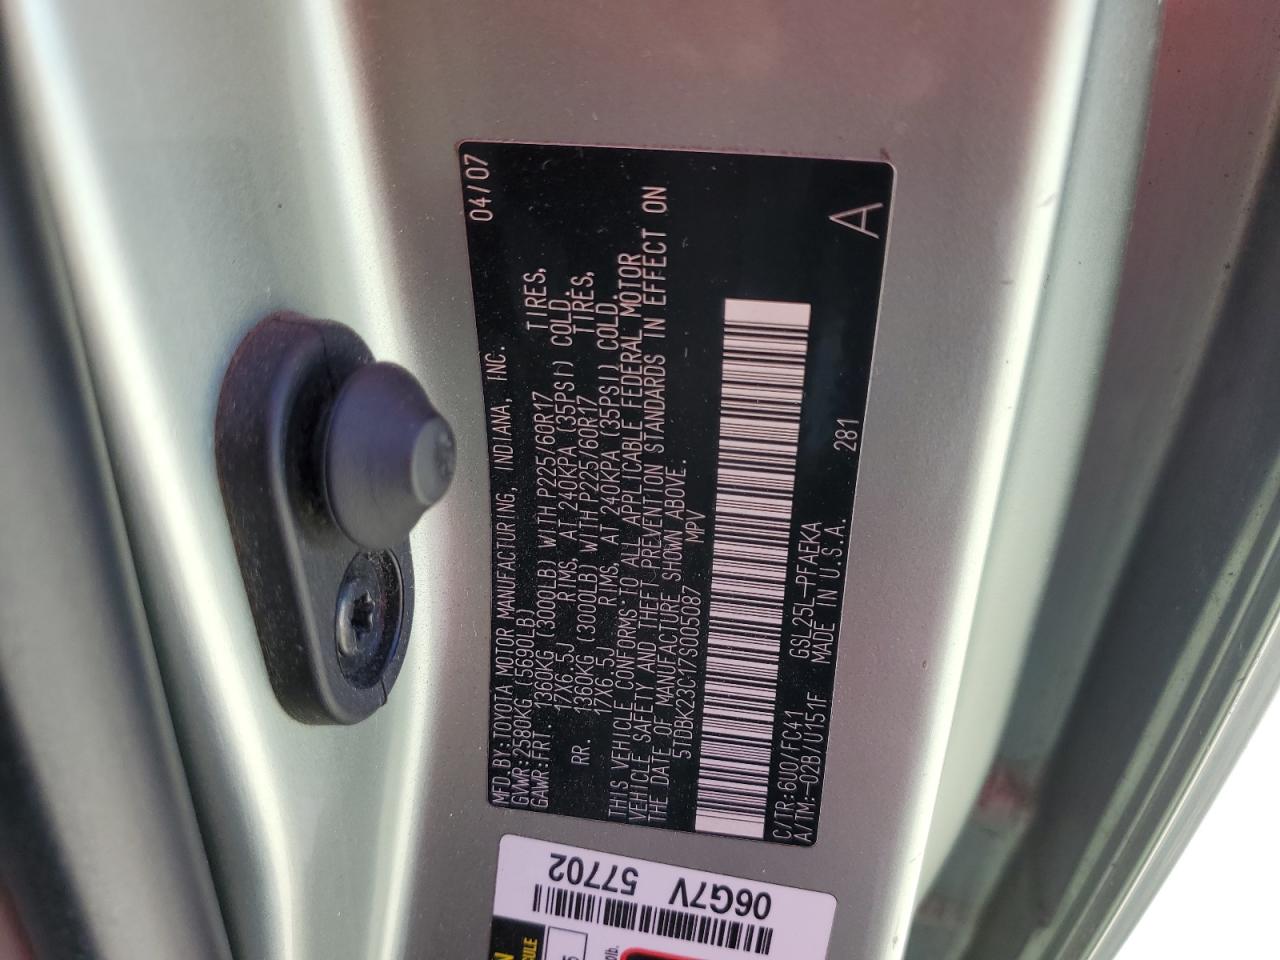 MFD.BY:TOYOTA MOTOR MANUFACTURING, INDIANA, INC. 04/07
GVWR:2580KG (5690LB)
GAWR:FRT 1360KG (3000LB) WITH P225/60R17 TIRES,
17X6.5J RIMS, AT 240KPA (35PSI) COLD.
RR 1360KG (3000LB) WITH P225/60R17 TIRES,
17X6.5J RIMS, AT 240KPA (35PSI) COLD.
THIS VEHICLE CONFORMS TO ALL APPLICABLE FEDERAL MOTOR
VEHICLE SAFETY AND THEFT PREVENTION STANDARDS IN EFFECT ON
THE DATE OF MANUFACTURE SHOWN ABOVE.
5TDBK23C17S005087 MPV
C/TR:6U0/FC41 GSL25L-PFAEKA
A/TM:-02B/U151F MADE IN U.S.A. 281
A
06G7V 57702